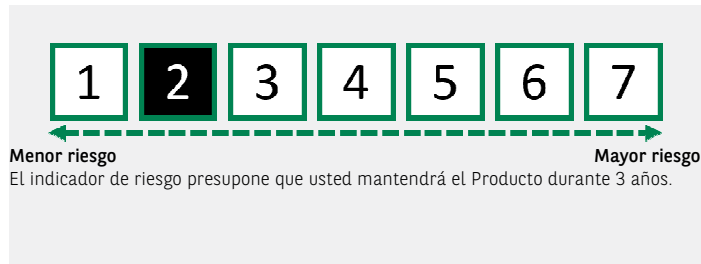 1 2 3 4 5 6 7
Menor riesgo Mayor riesgo
El indicador de riesgo presupone que usted mantendrá el Producto durante 3 años.